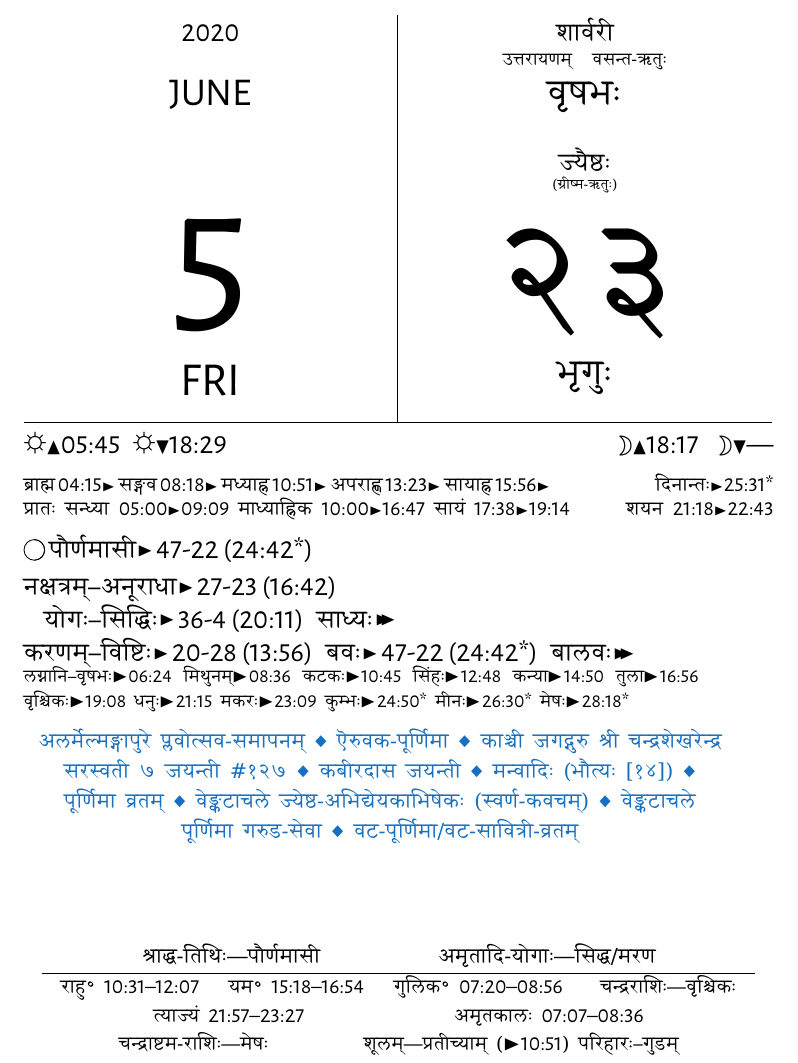 2020
JUNE
5
FRI
शार्वरी
उत्तरायणम् वसन्त-ऋतुः
वृषभः
ज्यैष्ठः
(ग्रीष्म-ऋतुः)
२३
भृगुः
☼▲05:45 ☼▼18:29 ☽▲18:17 ☽▼—
ब्राह्म 04:15► सङ्गव 08:18► मध्याह्न 10:51► अपराह्ण 13:23► सायाह्न 15:56► दिनान्तः►25:31*
प्रातः सन्ध्या 05:00►09:09 माध्याह्निक 10:00►16:47 सायं 17:38►19:14 शयन 21:18►22:43
○पौर्णमासी► 47-22 (24:42*)
नक्षत्रम्–अनूराधा► 27-23 (16:42)
योगः–सिद्धिः► 36-4 (20:11) साध्यः►►
करणम्–विष्टिः► 20-28 (13:56) बवः► 47-22 (24:42*) बालवः►►
लग्नानि–वृषभः►06:24 मिथुनम्►08:36 कटकः►10:45 सिंहः►12:48 कन्या►14:50 तुला►16:56
वृश्चिकः►19:08 धनुः►21:15 मकरः►23:09 कुम्भः►24:50* मीनः►26:30* मेषः►28:18*
अलर्मेल्मङ्गापुरे प्लवोत्सव-समापनम् ◆ ऎरुवक-पूर्णिमा ◆ काञ्ची जगद्गुरु श्री चन्द्रशेखरेन्द्र
सरस्वती ७ जयन्ती #१२७ ◆ कबीरदास जयन्ती ◆ मन्वादिः (भौत्यः [१४]) ◆
पूर्णिमा व्रतम् ◆ वेङ्कटाचले ज्येष्ठ-अभिद्येयकाभिषेकः (स्वर्ण-कवचम्) ◆ वेङ्कटाचले
पूर्णिमा गरुड-सेवा ◆ वट-पूर्णिमा/वट-सावित्री-व्रतम्
श्राद्ध-तिथिः—पौर्णमासी अमृतादि-योगाः—सिद्ध/मरण
राहु° 10:31–12:07 यम° 15:18–16:54 गुलिक° 07:20–08:56 चन्द्रराशिः—वृश्चिकः
त्याज्यं 21:57–23:27 अमृतकालः 07:07–08:36
चन्द्राष्टम-राशिः—मेषः शूलम्—प्रतीच्याम् (►10:51) परिहारः–गुडम्